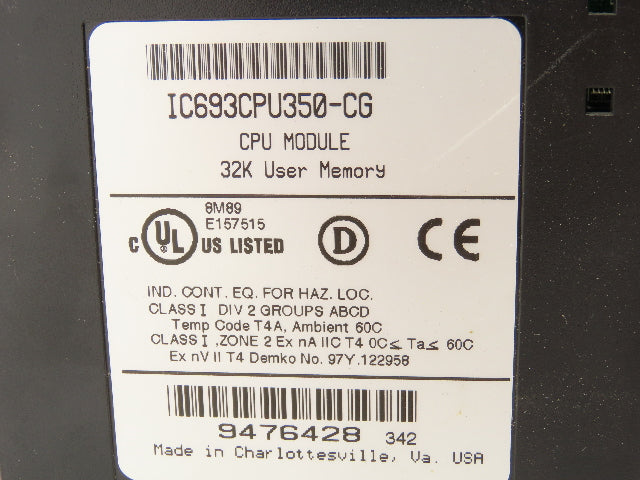 IC693CPU350-CG
CPU MODULE
32K User Memory
8M89
E157515
C UL US LISTED
D
CE
IND. CONT. EQ. FOR HAZ. LOC.
CLASS I DIV 2 GROUPS ABCD
Temp Code T4A, Ambient 60C
CLASS I ,ZONE 2 Ex nA IIC T4 0C≤ Ta≤ 60C
Ex nV II T4 Demko No. 97Y.122958
9476428 342
Made in Charlottesville, Va. USA